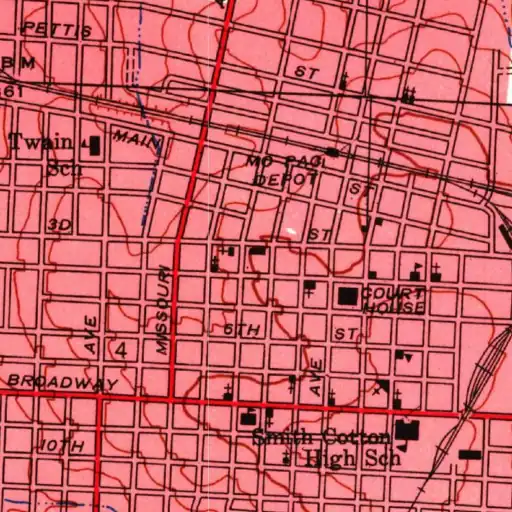 PETTIS
BM
ST
461
Twain
Sch
MAIN
MO PAC
DEPOT
ST
3D
ST
MISSOURI
AVE
COURT
HOUSE
6TH
ST
4
AVE
BROADWAY
10TH
Smith-Cotton
High Sch